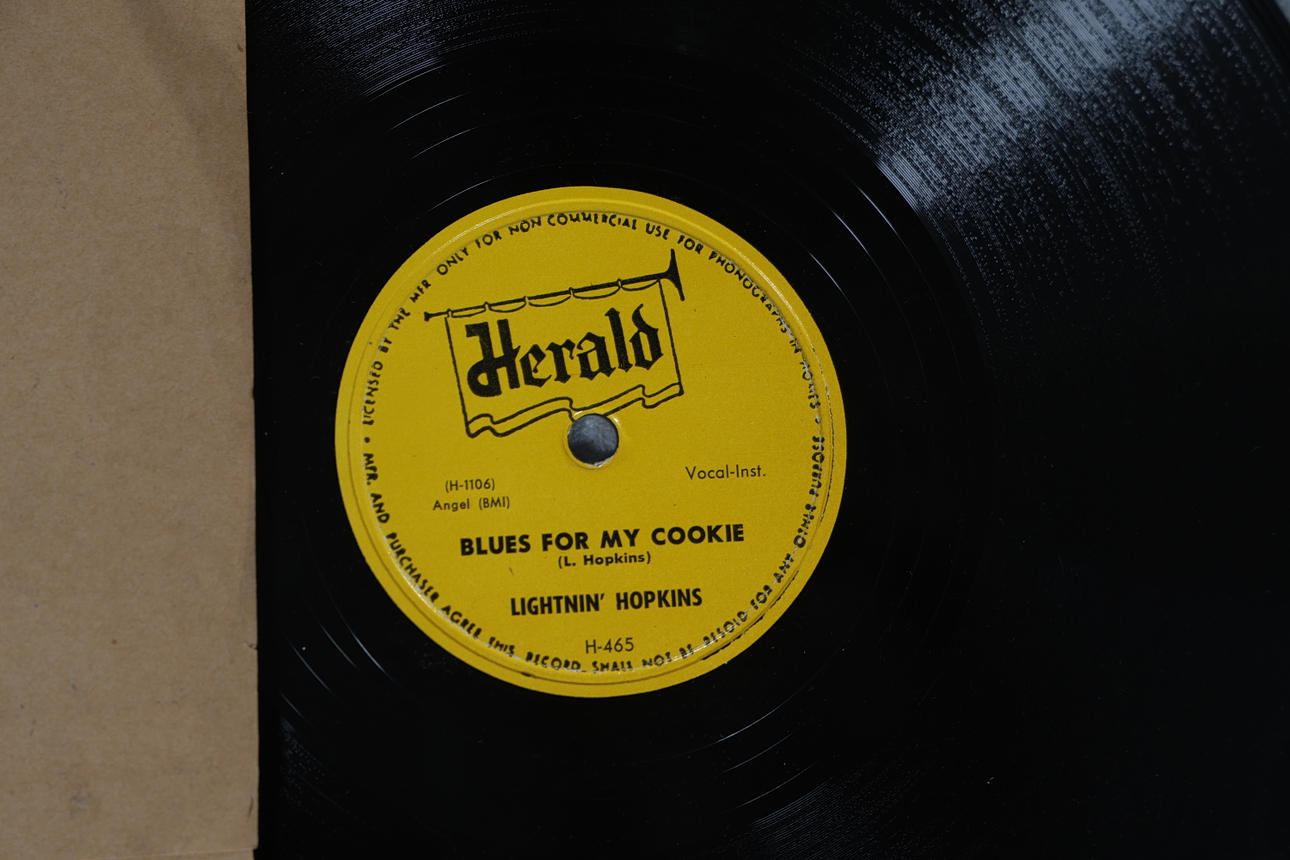 • LICENSED BY THE MFR ONLY FOR NON COMMERCIAL USE FOR PHONOGRAPHS IN HOMES •
Herald
(H-1106)
Vocal-Inst.
Angel (BMI)
BLUES FOR MY COOKIE
(L. Hopkins)
LIGHTNIN' HOPKINS
H-465
MFR. AND PURCHASER AGREE THIS RECORD SHALL NOT BE RESOLD FOR ANY OTHER PURPOSE